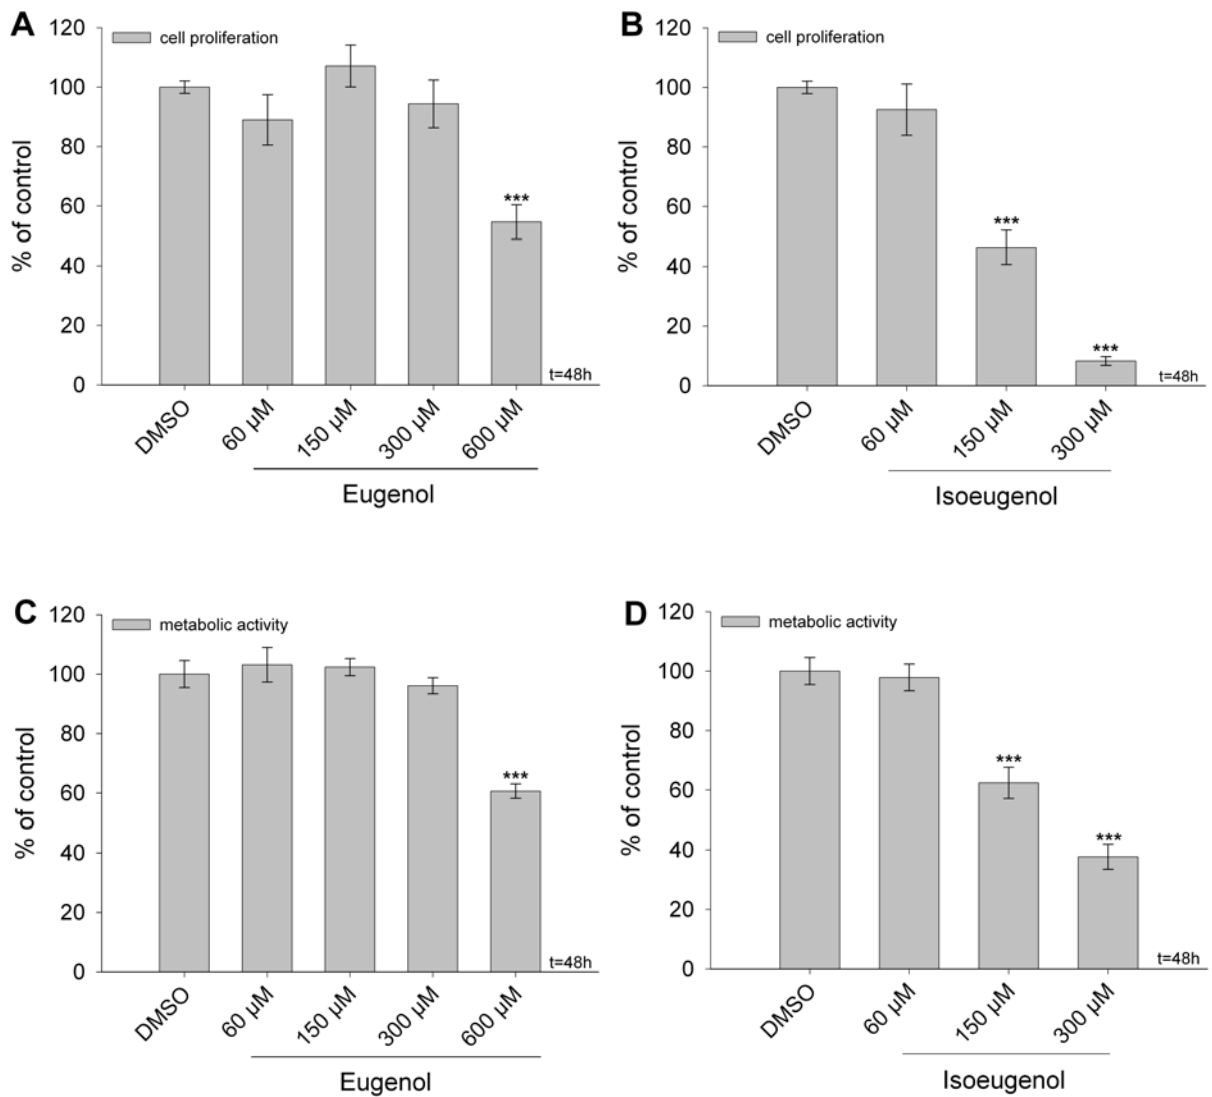 A
cell proliferation
120
100
80
60
40
20
0
% of control
***
t=48h
DMSO
60 µM
150 µM
300 µM
600 µM
Eugenol
B
cell proliferation
120
100
80
60
40
20
0
% of control
***
***
t=48h
DMSO
60 µM
150 µM
300 µM
Isoeugenol
C
metabolic activity
120
100
80
60
40
20
0
% of control
***
t=48h
DMSO
60 µM
150 µM
300 µM
600 µM
Eugenol
D
metabolic activity
120
100
80
60
40
20
0
% of control
***
***
t=48h
DMSO
60 µM
150 µM
300 µM
Isoeugenol